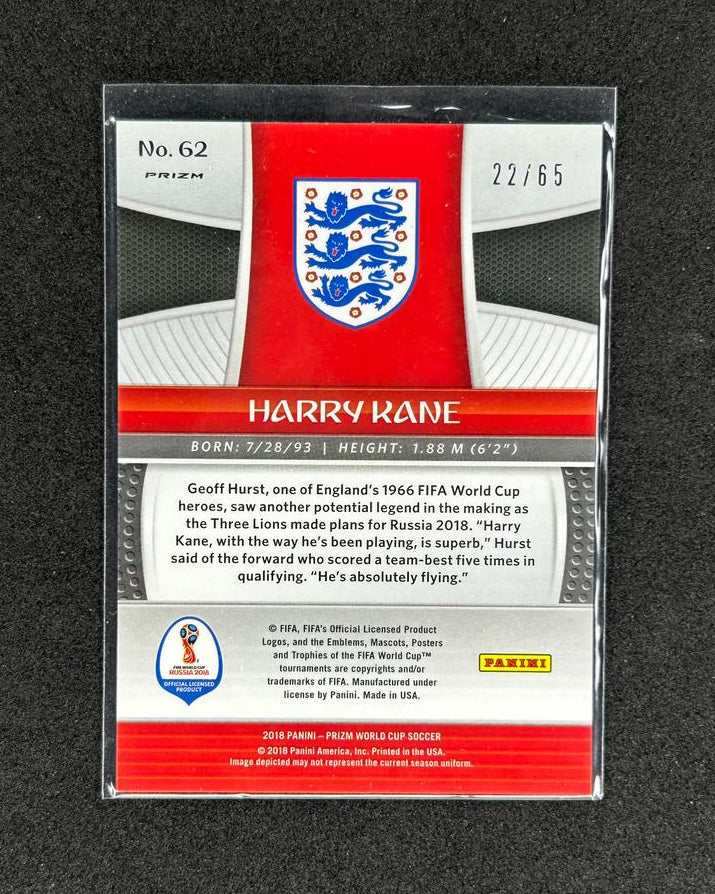 No. 62
PRIZM
22/65
HARRY KANE
BORN: 7/28/93 | HEIGHT: 1.88 M (6'2")
Geoff Hurst, one of England's 1966 FIFA World Cup
heroes, saw another potential legend in the making as
the Three Lions made plans for Russia 2018. "Harry
Kane, with the way he's been playing, is superb," Hurst
said of the forward who scored a team-best five times in
qualifying. "He's absolutely flying."
FIFA WORLD CUP
RUSSIA 2018
OFFICIAL LICENSED
PRODUCT
© FIFA, FIFA's Official Licensed Product
Logos, and the Emblems, Mascots, Posters
and Trophies of the FIFA World Cup™
tournaments are copyrights and/or
trademarks of FIFA. Manufactured under
license by Panini. Made in USA.
PANINI
2018 PANINI – PRIZM WORLD CUP SOCCER
© 2018 Panini America, Inc. Printed in the USA.
Image depicted may not represent the current season uniform.